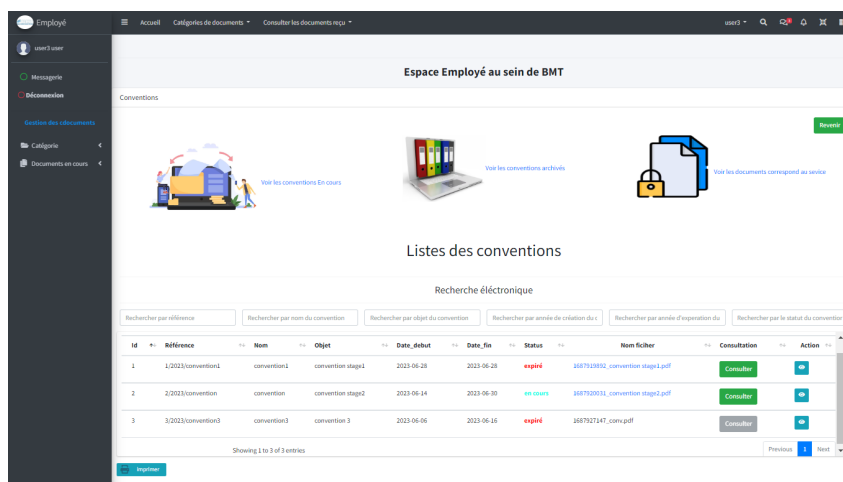 Employé
Accueil
Catégories de documents
Consulter les documents reçu
user3
user3 user
Messagerie
Déconnexion
Gestion des cdocuments
Catégorie
Documents en cours
Espace Employé au sein de BMT
Conventions
Revenir
Voir les conventions En cours
Voir les conventions archivés
Voir les documents correspond au sevice
Listes des conventions
Recherche éléctronique
Rechercher par référence
Rechercher par nom du convention
Rechercher par objet du convention
Rechercher par année de création du c
Rechercher par année d'experation du
Rechercher par le statut du convention
Id Référence Nom Objet Date_debut Date_fin Status Nom ficiher Consultation Action
1 1/2023/convention1 convention1 convention stage1 2023-06-28 2023-06-28 expiré 1687919892_convention stage1.pdf Consulter
2 2/2023/convention convention convention stage2 2023-06-14 2023-06-30 en cours 1687920031_convention stage2.pdf Consulter
3 3/2023/convention3 convention3 convention 3 2023-06-06 2023-06-16 expiré 1687927147_conv.pdf Consulter
Showing 1 to 3 of 3 entries
Previous 1 Next
Imprimer